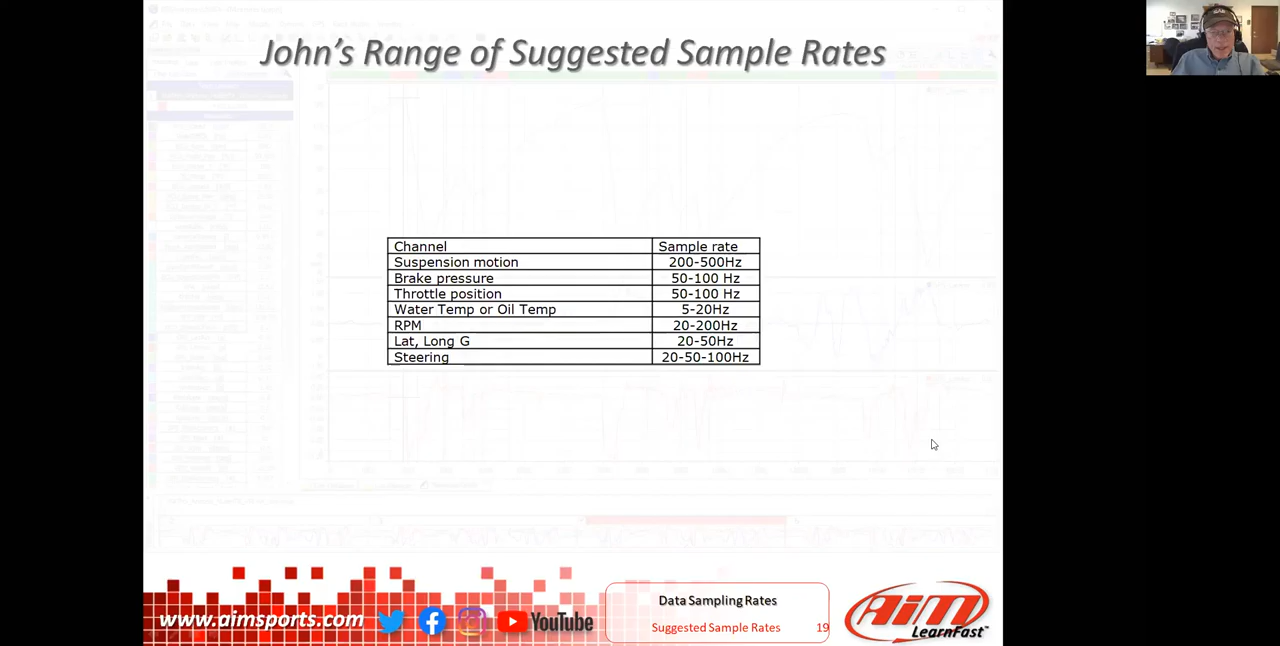 John's Range of Suggested Sample Rates
Channel Sample rate
Suspension motion 200-500Hz
Brake pressure 50-100 Hz
Throttle position 50-100 Hz
Water Temp or Oil Temp 5-20Hz
RPM 20-200Hz
Lat, Long G 20-50Hz
Steering 20-50-100Hz
www.aimsports.com
YouTube
Data Sampling Rates
Suggested Sample Rates 19
AiM
LearnFast™